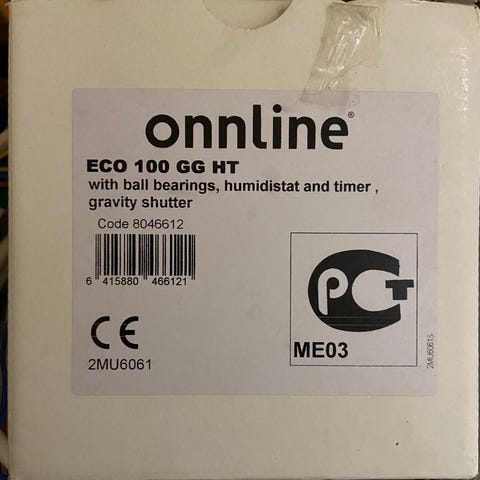 onnline®
ECO 100 GG HT
with ball bearings, humidistat and timer ,
gravity shutter
Code 8046612
6 415880 466121
CE
2MU6061
PCT
ME03
2MU6061S